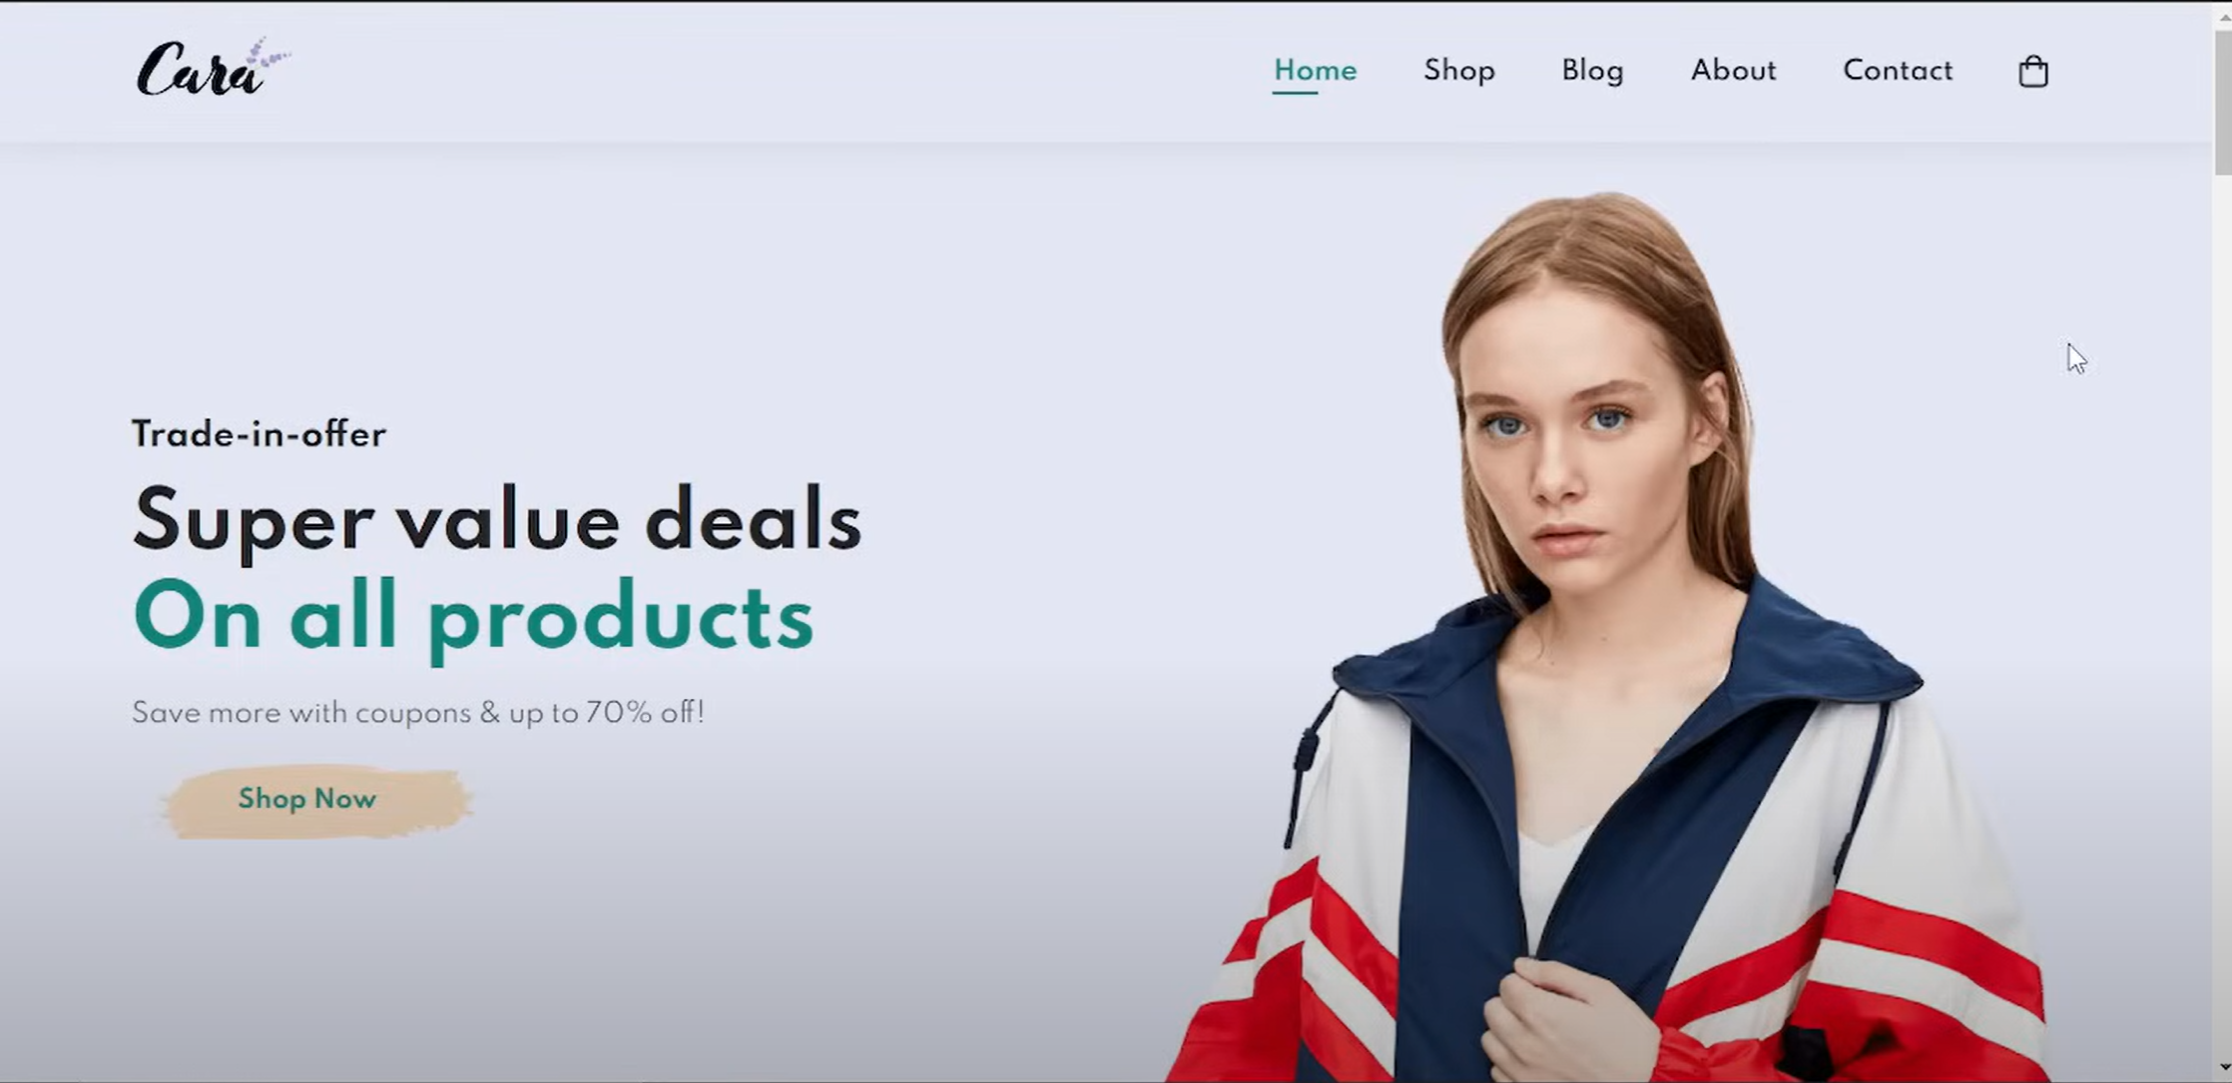 Cara
Home Shop Blog About Contact
Trade-in-offer
Super value deals
On all products
Save more with coupons & up to 70% off!
Shop Now